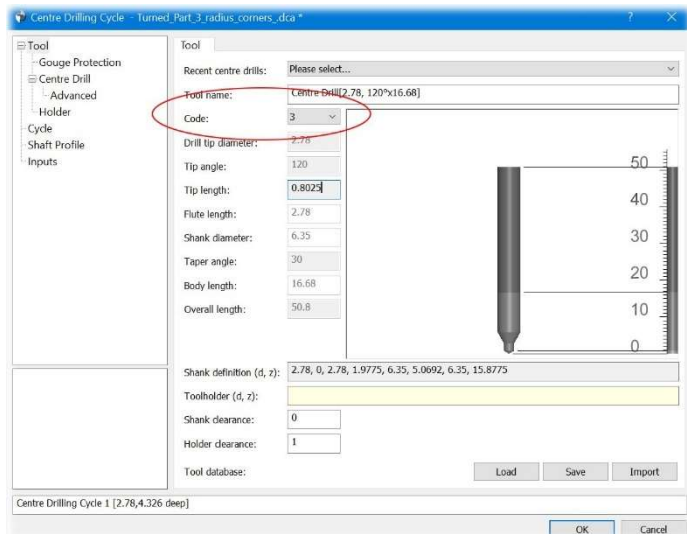 Centre Drilling Cycle - Turned_Part_3_radius_corners_.dca *
? ×
Tool
Gouge Protection
Centre Drill
Advanced
Holder
Cycle
Shaft Profile
Inputs
Tool
Recent centre drills: Please select...
Tool name: Centre Drill[2.78, 120°x16.68]
Code: 3
Drill tip diameter: 2.78
Tip angle: 120
Tip length: 0.8025
Flute length: 2.78
Shank diameter: 6.35
Taper angle: 30
Body length: 16.68
Overall length: 50.8
50
40
30
20
10
0
Shank definition (d, z): 2.78, 0, 2.78, 1.9775, 6.35, 5.0692, 6.35, 15.8775
Toolholder (d, z):
Shank clearance: 0
Holder clearance: 1
Tool database: Load Save Import
Centre Drilling Cycle 1 [2.78,4.326 deep]
OK Cancel